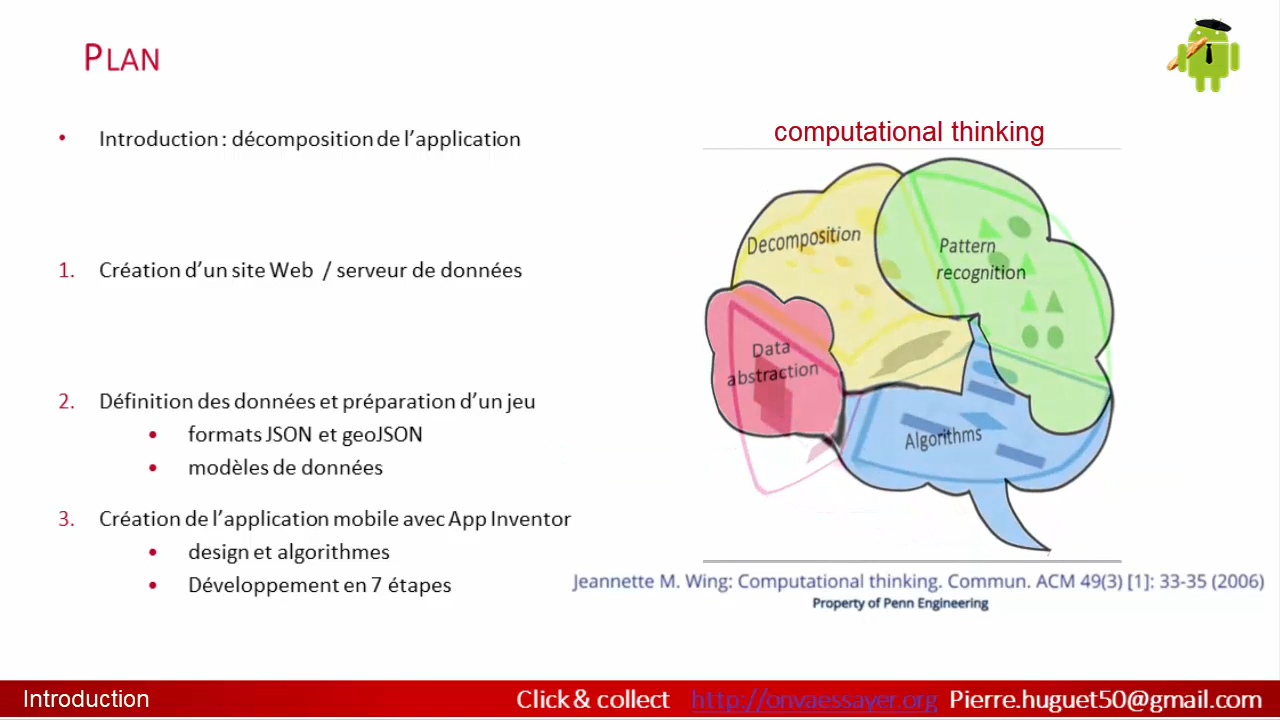 PLAN
• Introduction : décomposition de l'application
1. Création d'un site Web / serveur de données
2. Définition des données et préparation d'un jeu
• formats JSON et geoJSON
• modèles de données
3. Création de l'application mobile avec App Inventor
• design et algorithmes
• Développement en 7 étapes
computational thinking
Decomposition
Pattern
recognition
Data
abstraction
Algorithms
Jeannette M. Wing: Computational thinking. Commun. ACM 49(3) [1]: 33-35 (2006)
Property of Penn Engineering
Introduction Click & collect http://onvaessayer.org Pierre.huguet50@gmail.com